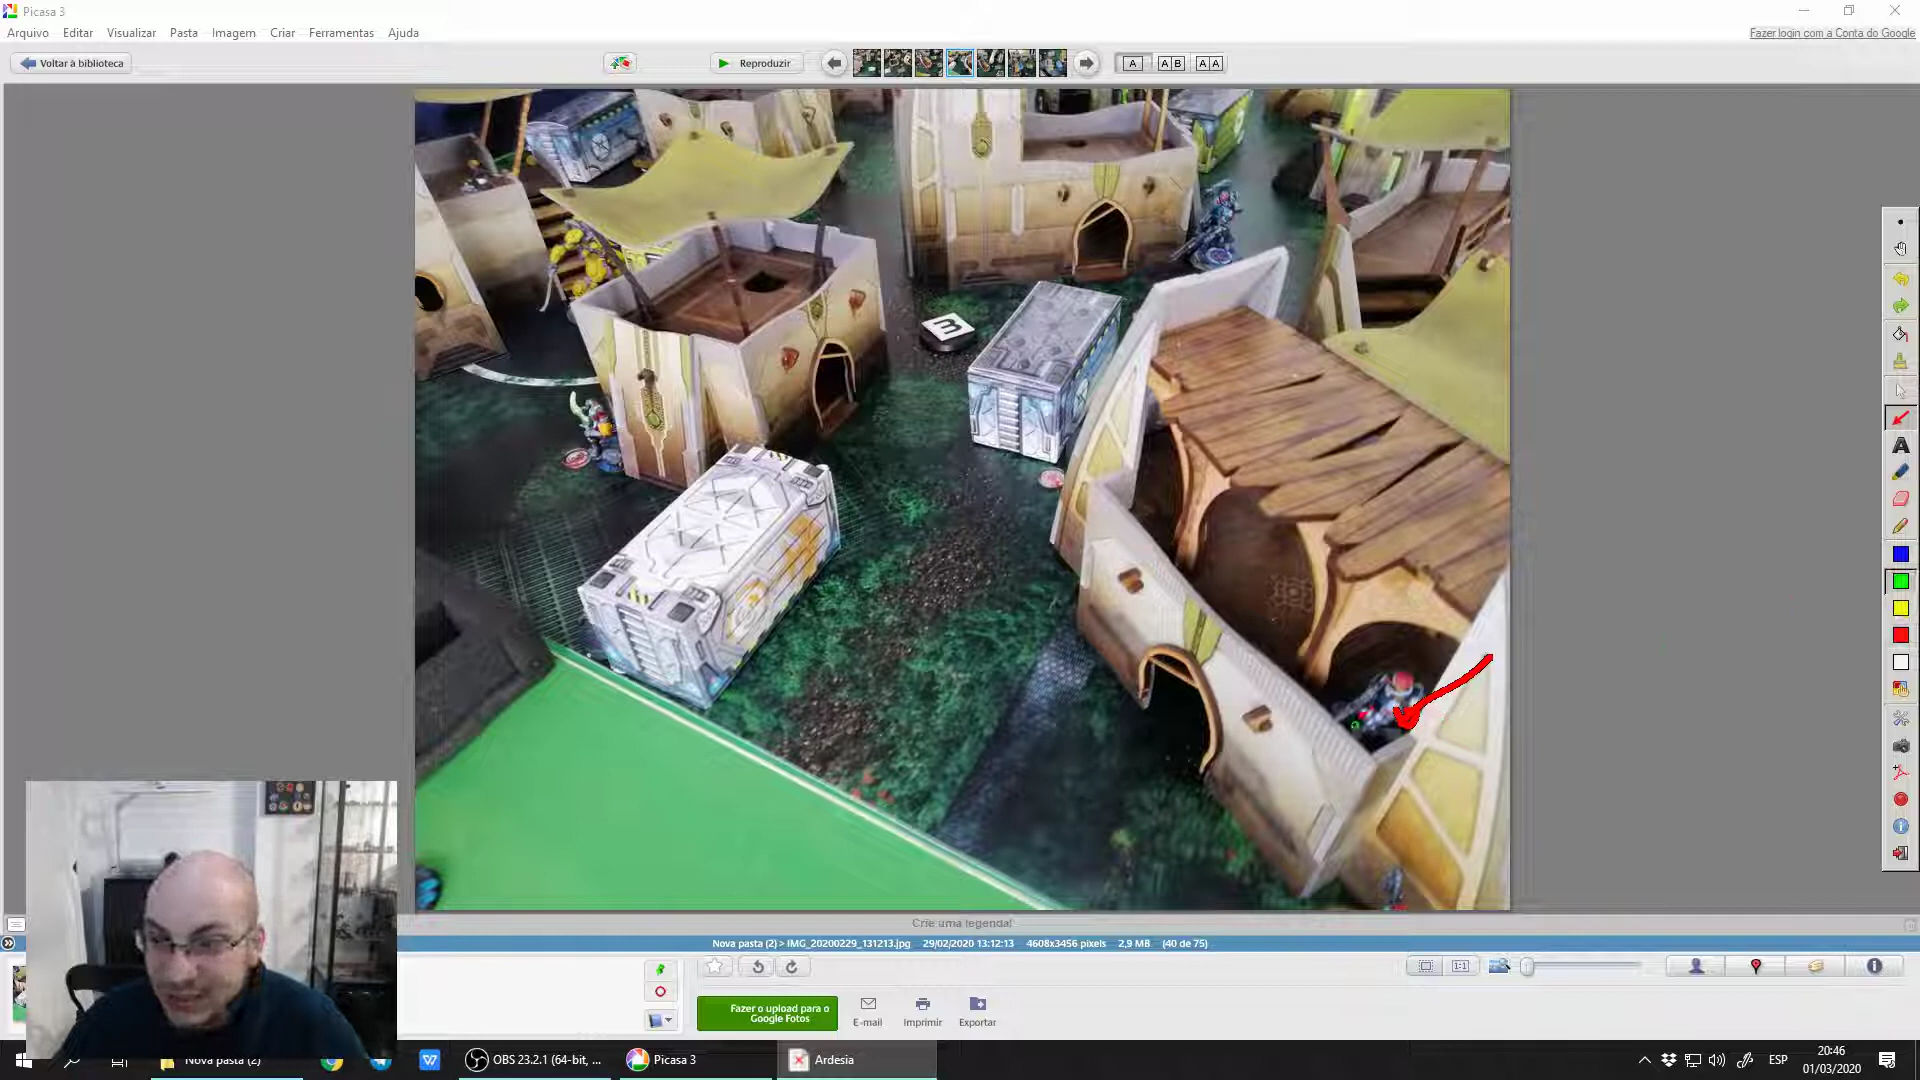 Picasa 3
Arquivo Editar Visualizar Pasta Imagem Criar Ferramentas Ajuda
Fazer login com a Conta do Google
Voltar à biblioteca
Reproduzir
A
A B
A A
m
A
Crie uma legenda!
Nova pasta (2) > IMG_20200229_131213.jpg 29/02/2020 13:12:13 4608x3456 pixels 2,9 MB (40 de 75)
1:1
Fazer o upload para o
Google Fotos
E-mail
Imprimir
Exportar
Nova pasta (2)
OBS 23.2.1 (64-bit, ...
Picasa 3
Ardesia
ESP
20:46
01/03/2020